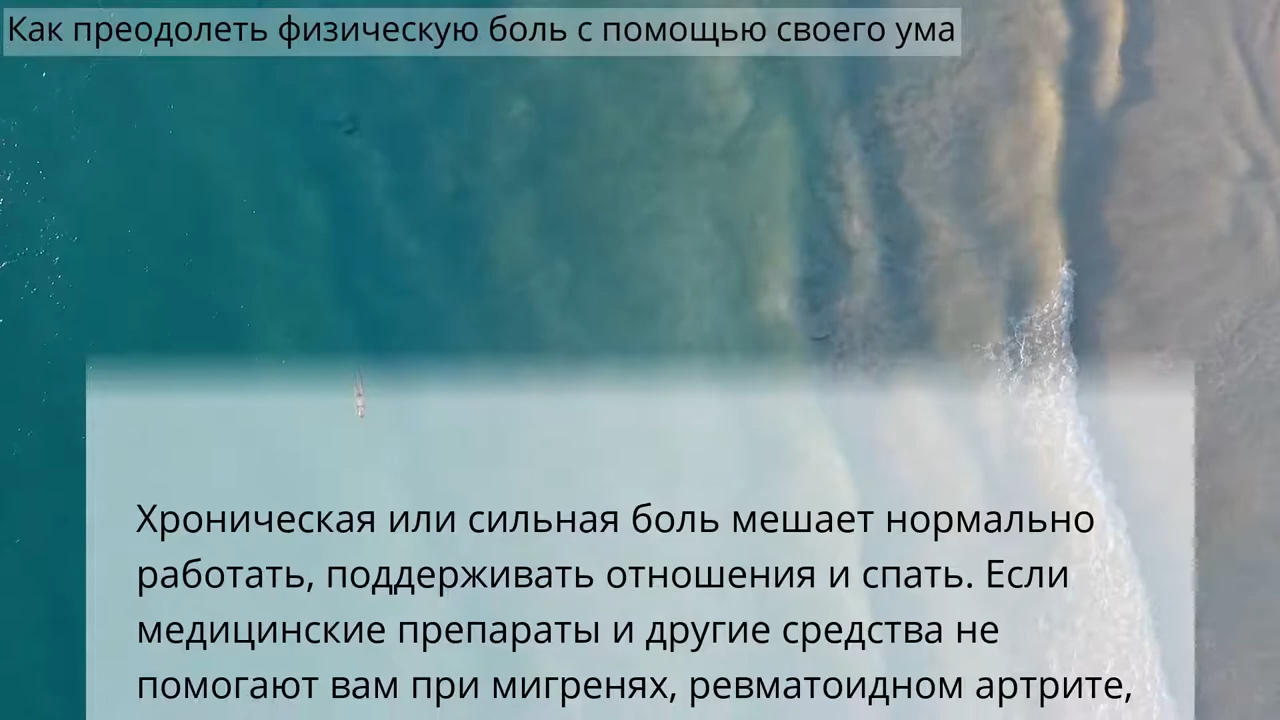 Как преодолеть физическую боль с помощью своего ума
Хроническая или сильная боль мешает нормально
работать, поддерживать отношения и спать. Если
медицинские препараты и другие средства не
помогают вам при мигренях, ревматоидном артрите,